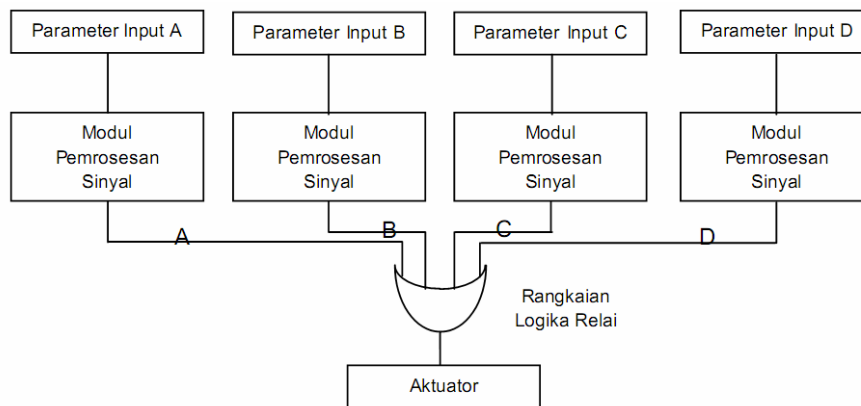 Parameter Input A
Parameter Input B
Parameter Input C
Parameter Input D
Modul
Pemrosesan
Sinyal
Modul
Pemrosesan
Sinyal
Modul
Pemrosesan
Sinyal
Modul
Pemrosesan
Sinyal
A
B
C
D
Rangkaian
Logika Relai
Aktuator